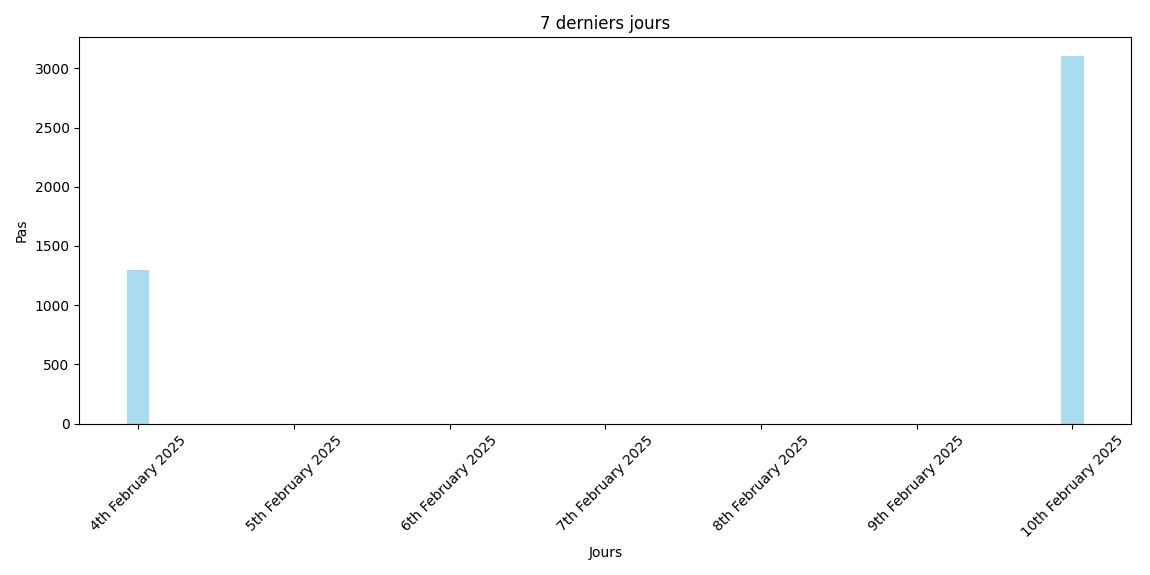 7 derniers jours
3000
2500
2000
1500
1000
500
0
Pas
4th February 2025
5th February 2025
6th February 2025
7th February 2025
8th February 2025
9th February 2025
10th February 2025
Jours